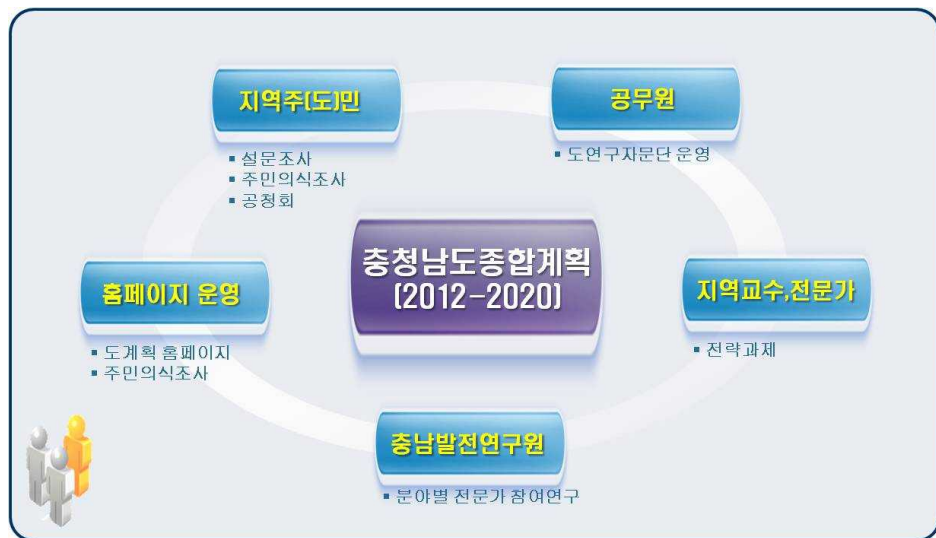 지역주(도)민
▪ 설문조사
▪ 주민의식조사
▪ 공청회
공무원
▪ 도연구자문단 운영
충청남도종합계획
(2012-2020)
홈페이지 운영
▪ 도계획 홈페이지
▪ 주민의식조사
지역교수,전문가
▪ 전략과제
충남발전연구원
▪ 분야별 전문가 참여연구